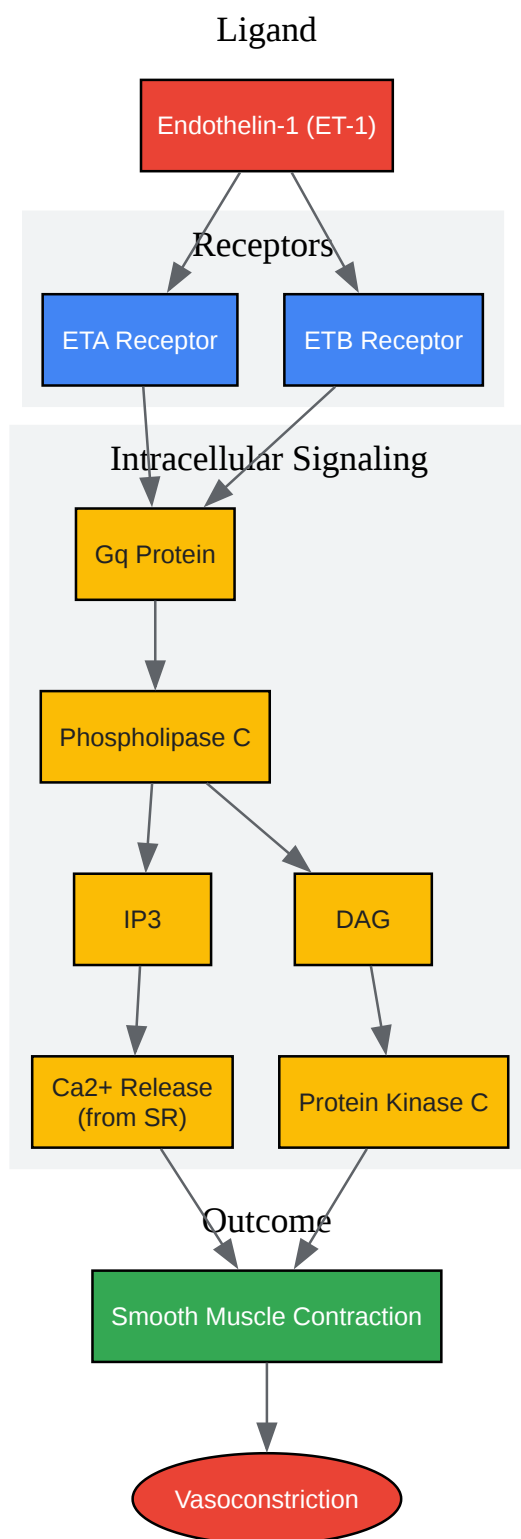 Ligand
Endothelin-1 (ET-1)
Receptors
ETA Receptor
ETB Receptor
Intracellular Signaling
Gq Protein
Phospholipase C
IP3
DAG
Ca2+ Release
(from SR)
Protein Kinase C
Outcome
Smooth Muscle Contraction
Vasoconstriction